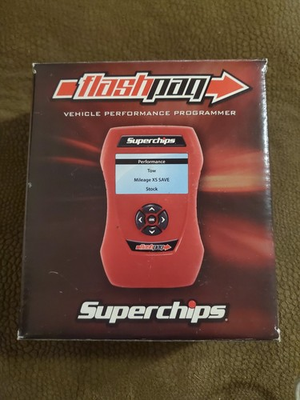 flashpaq
VEHICLE PERFORMANCE PROGRAMMER
Superchips
Performance
Tow
Mileage XS SAVE
Stock
flashpaq
Superchips